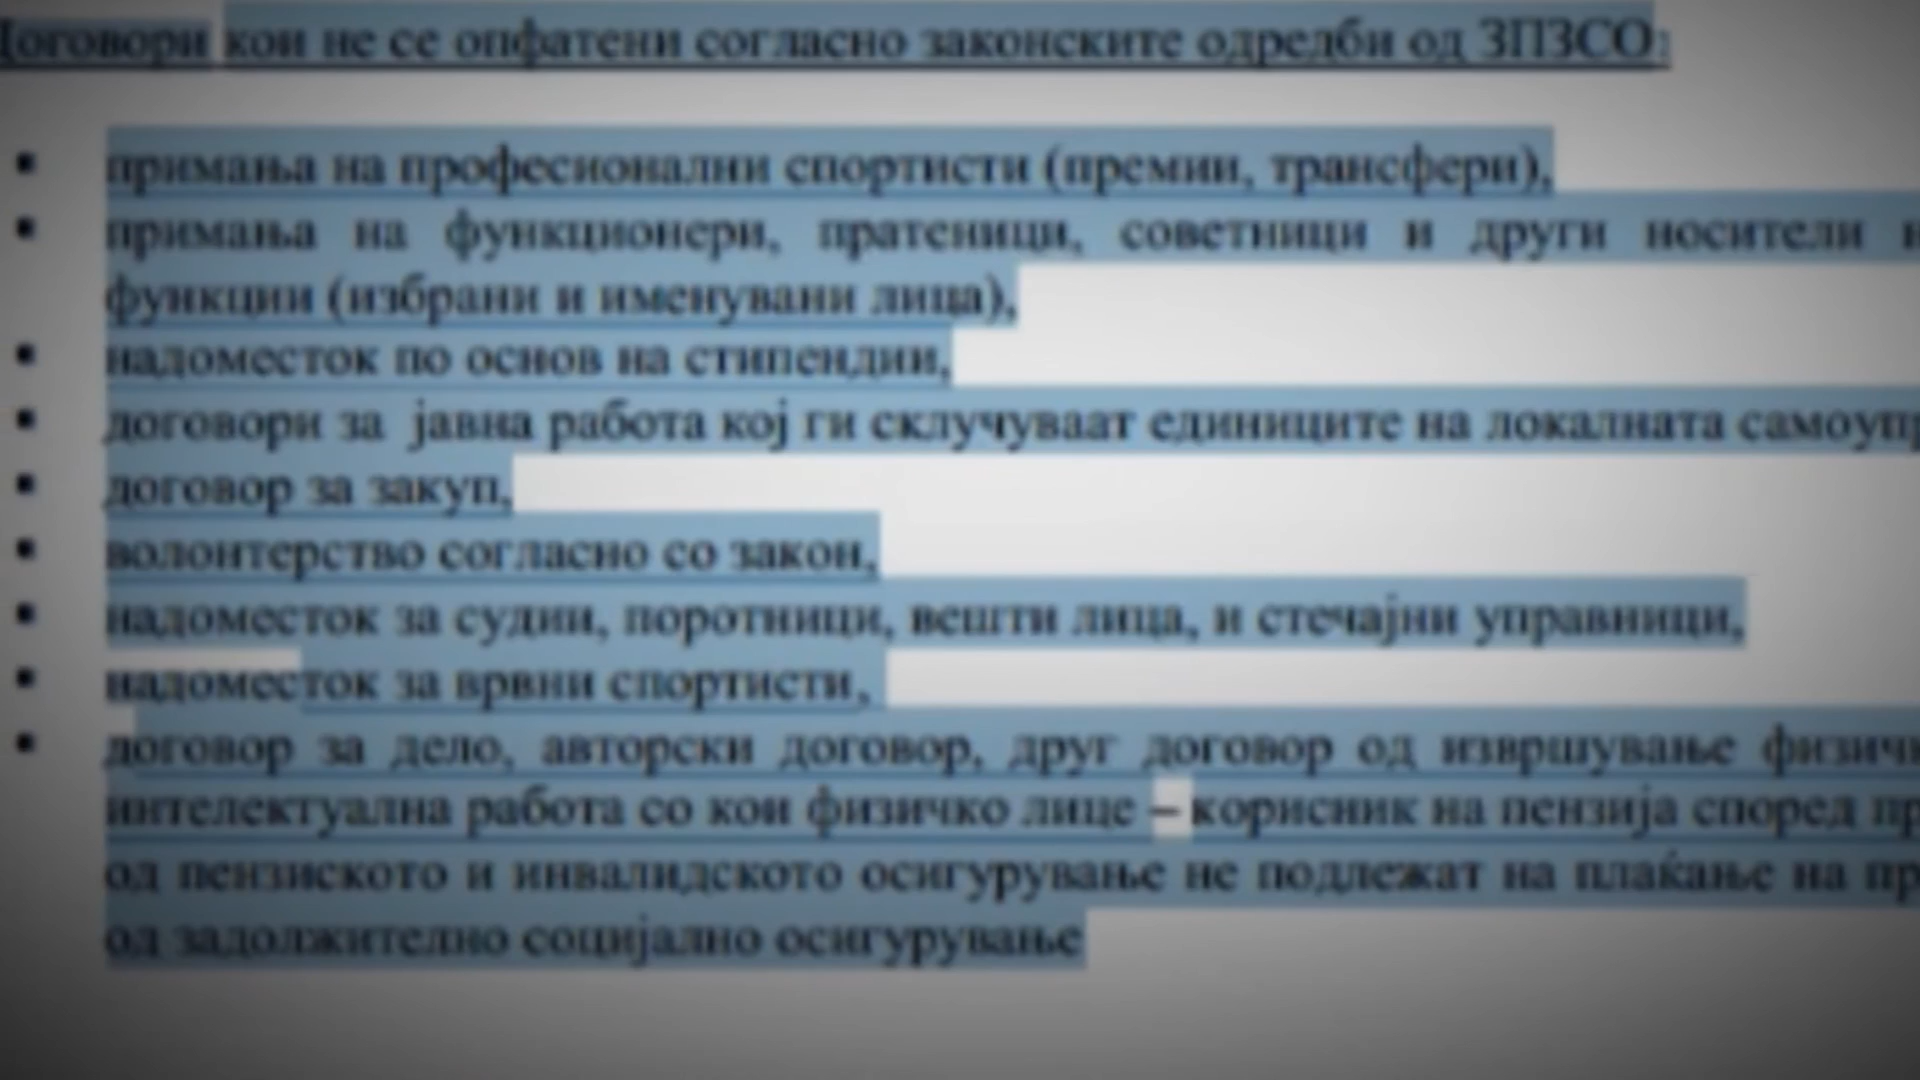 Договори кои не се опфатени согласно законските одредби од ЗПЗСО:
примања на професионални спортисти (премии, трансфери),
примања на функционери, пратеници, советници и други носители
функции (избрани и именувани лица),
надоместок по основ на стипендии,
договори за јавна работа кој ги склучуваат единиците на локалната
договор за закуп,
волонтерство согласно со закон,
надоместок за судии, поротници, вешти лица, и стечајни управници,
надоместок за врвни спортисти,
договор за дело, авторски договор, друг договор од извршување
интелектуална работа со кои физичко лице – корисник на пензија според
од пензиското и инвалидското осигурување не подлежат на плаќање на
од задолжително социјално осигурување